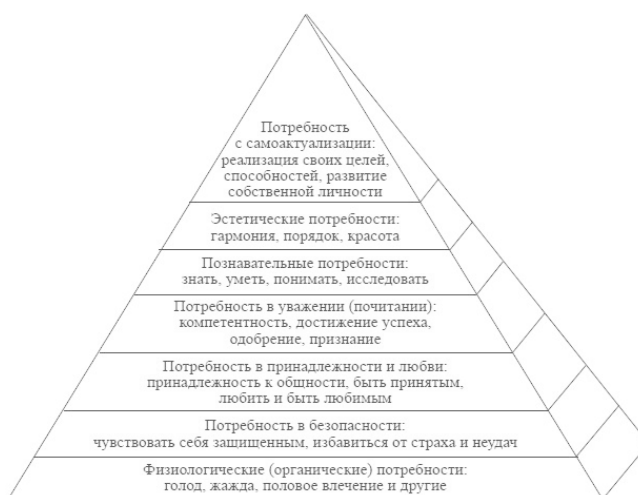 Потребность
с самоактуализации:
реализация своих целей,
способностей, развитие
собственной личности
Эстетические потребности:
гармония, порядок, красота
Познавательные потребности:
знать, уметь, понимать, исследовать
Потребность в уважении (почитании):
компетентность, достижение успеха,
одобрение, признание
Потребность в принадлежности и любви:
принадлежность к общности, быть принятым,
любить и быть любимым
Потребность в безопасности:
чувствовать себя защищенным, избавиться от страха и неудач
Физиологические (органические) потребности:
голод, жажда, половое влечение и другие